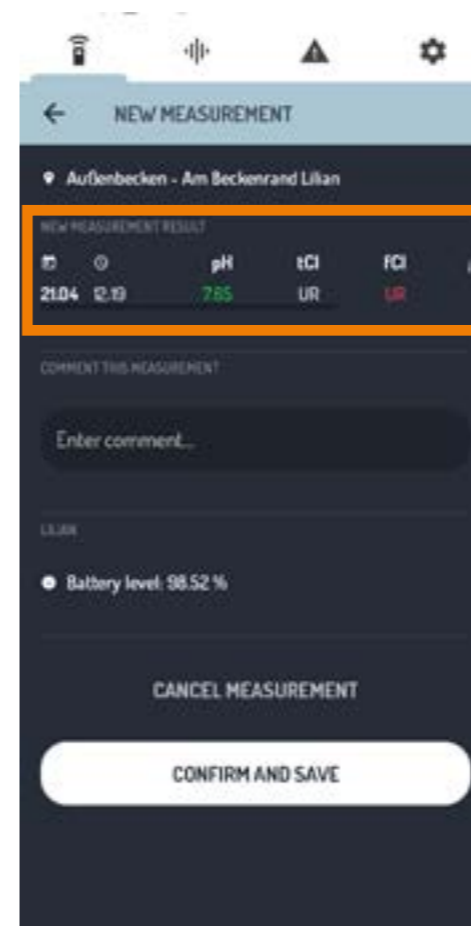 NEW MEASUREMENT
Außenbecken - Am Beckenrand Lilian
NEW MEASUREMENT RESULT
pH tCl fCl
21.04 12:19 7.65 UR UR
COMMENT THIS MEASUREMENT
Enter comment...
LILIAN
Battery level: 98.52 %
CANCEL MEASUREMENT
CONFIRM AND SAVE